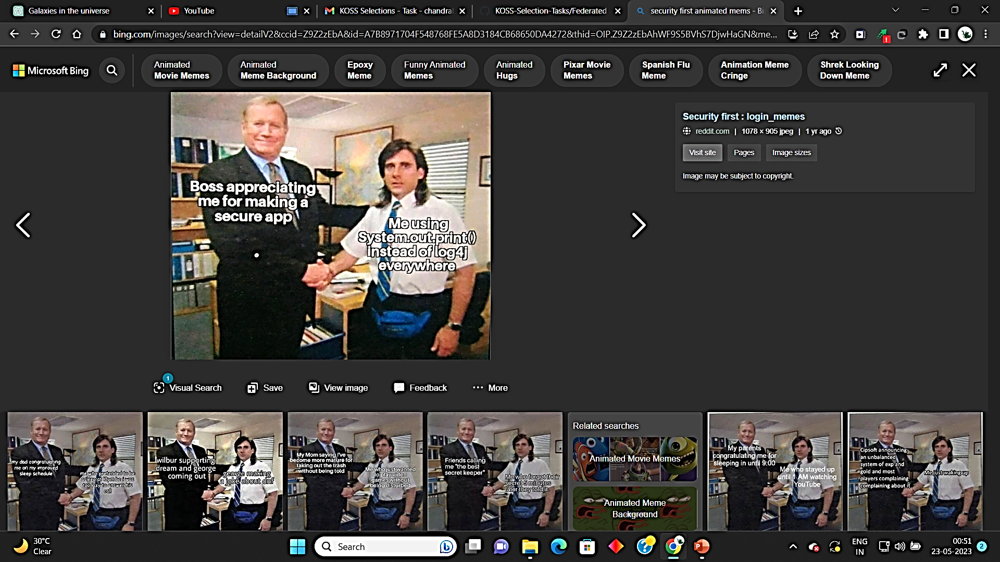 Galaxies in the universe
YouTube
KOSS Selections - Task - chandra
KOSS-Selection-Tasks/Federated
security first animated mems - Bi
bing.com/images/search?view=detailV2&ccid=Z9Z2zEbA&id=A7B8971704F548768FE5A8D3184CB68650DA4272&thid=OIP.Z9Z2zEbAhWF9S5BVhS7DjwHaGN&me...
Microsoft Bing
Animated
Movie Memes
Animated
Meme Background
Epoxy
Meme
Funny Animated
Memes
Animated
Hugs
Pixar Movie
Memes
Spanish Flu
Meme
Animation Meme
Cringe
Shrek Looking
Down Meme
Boss appreciating
me for making a
secure app
Me using
System.out.print()
instead of log4j
everywhere
Security first : login_memes
reddit.com | 1078 × 905 jpeg | 1 yr ago
Visit site
Pages
Image sizes
Image may be subject to copyright.
1
Visual Search
Save
View image
Feedback
More
my dad congratulating
me on my improved
sleep schedule
me who pretended to be
asleep at 10am bc i was
too lazy to answer his
call
wilbur supporting
dream and george
coming out
george making
a joke about dnf
My Mom saying I've
become more mature for
taking out the trash
without being told
Me who just wanted
to play video
games without
being disturbed
Friends calling
me "the best
secret keeper"
Me who forgot their
secret 5 minutes
later they told it.
Related searches
Animated Movie Memes
Animated Meme
Background
My parents
congratulating me for
sleeping in until 9:00
Me who stayed up
until 1 AM watching
YouTube
Cipsoft announcing
an unbalanced
system of exp and
gold and most
players complaining
complaining about it
Me just waking up
30°C
Clear
Search
ENG
IN
00:51
23-05-2023
2